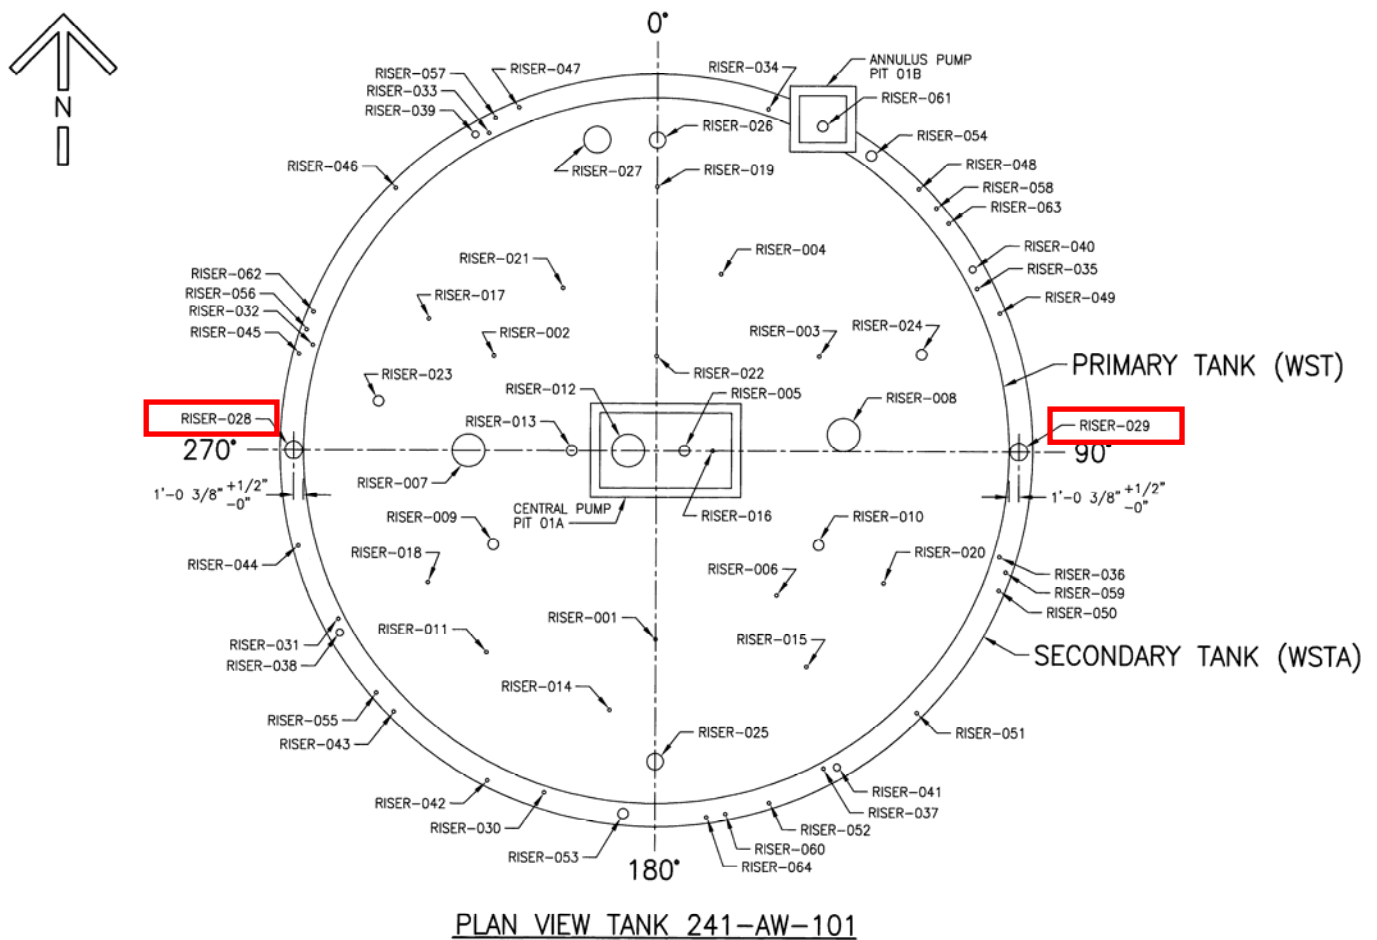 0°
N
RISER-057
RISER-047
RISER-034
ANNULUS PUMP
PIT 01B
RISER-033
RISER-061
RISER-039
RISER-026
RISER-054
RISER-046
RISER-027
RISER-019
RISER-048
RISER-058
RISER-063
RISER-004
RISER-040
RISER-021
RISER-062
RISER-035
RISER-056
RISER-017
RISER-049
RISER-032
RISER-045
RISER-002
RISER-003
RISER-024
PRIMARY TANK (WST)
RISER-023
RISER-022
RISER-012
RISER-005
RISER-008
RISER-028
RISER-013
RISER-029
270°
90°
RISER-007
1'-0 3/8" +1/2"
-0"
1'-0 3/8" +1/2"
-0"
CENTRAL PUMP
PIT 01A
RISER-016
RISER-009
RISER-010
RISER-018
RISER-020
RISER-044
RISER-036
RISER-006
RISER-059
RISER-050
RISER-001
RISER-011
RISER-015
RISER-031
RISER-038
SECONDARY TANK (WSTA)
RISER-014
RISER-055
RISER-025
RISER-051
RISER-043
RISER-041
RISER-042
RISER-037
RISER-030
RISER-052
RISER-060
RISER-053
RISER-064
180°
PLAN VIEW TANK 241-AW-101